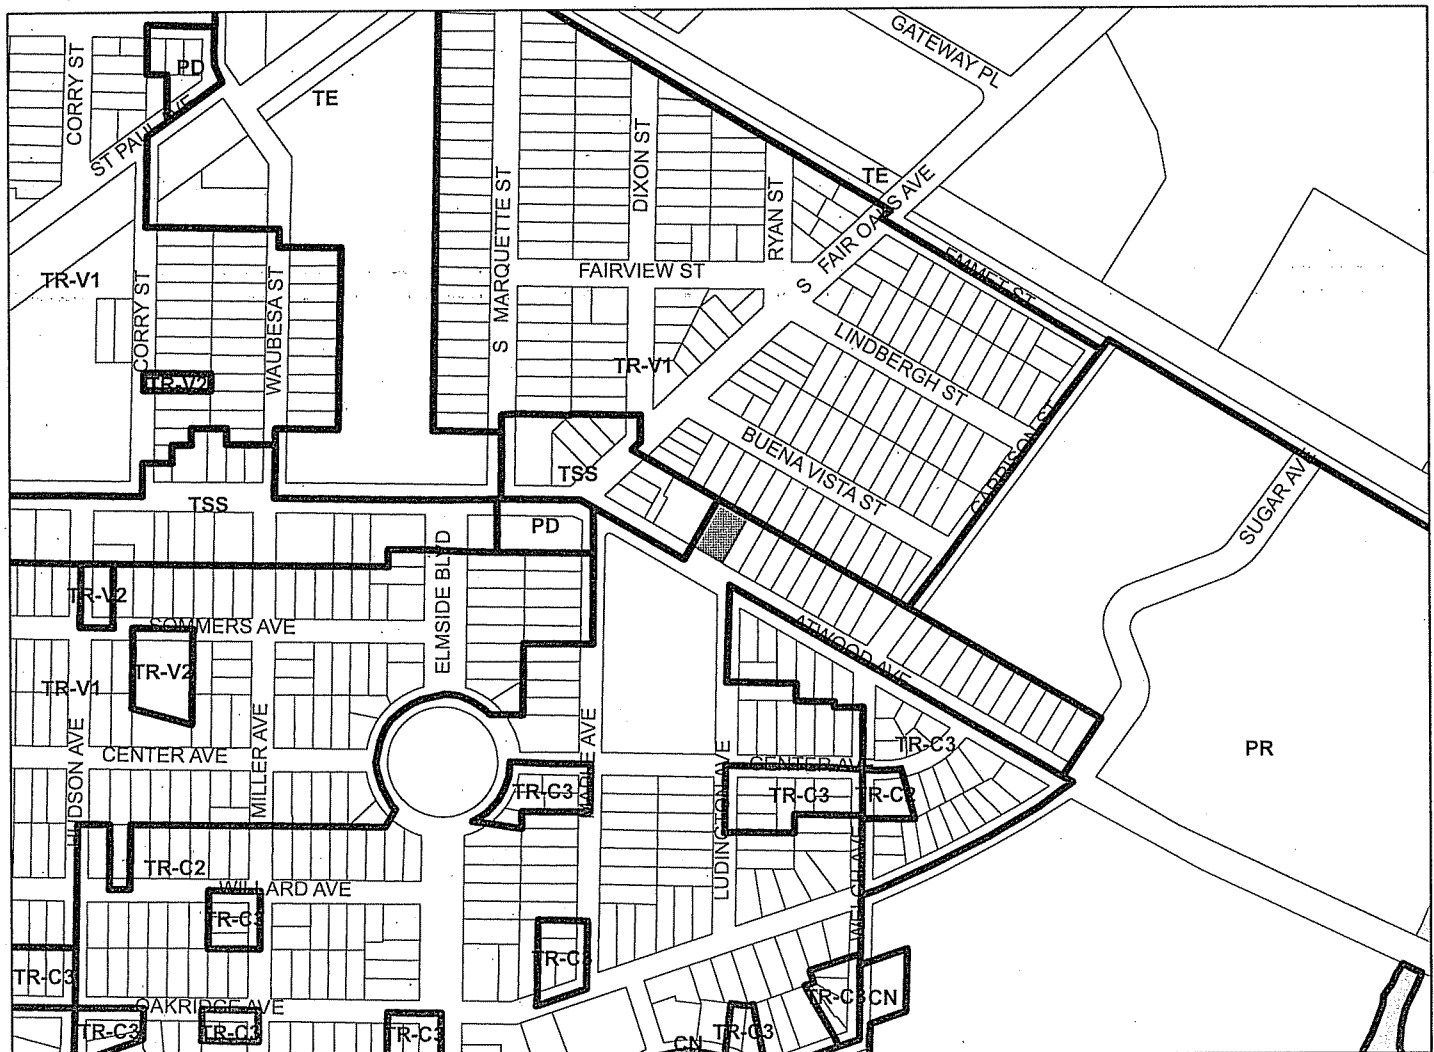 GATEWAY PL
CORRY ST
PD
ST PAUL AVE
TE
DIXON ST
S MARQUETTE ST
RYAN ST
TE
S FAIR OAKS AVE
EMMET ST
FAIRVIEW ST
TR-V1
CORRY ST
WAUBESA ST
TR-V2
TR-V1
LINDBERGH ST
GARRISON ST
BUENA VISTA ST
SUGAR AV
TSS
TSS
PD
ELMSIDE BLVD
TR-V2
SOMMERS AVE
ATWOOD AVE
TR-V2
TR-V1
HUDSON AVE
CENTER AVE
MILLER AVE
TR-C3
MARLE AVE
LUDINGTON AVE
CENTER AVE
TR-C3
TR-C3
TR-C2
PR
TR-C2
WILLARD AVE
TR-C3
TR-C3
TR-C3
TR-C3
CN
OAKRIDGE AVE
TR-C3
TR-C3
TR-C3
CN
TR-C3